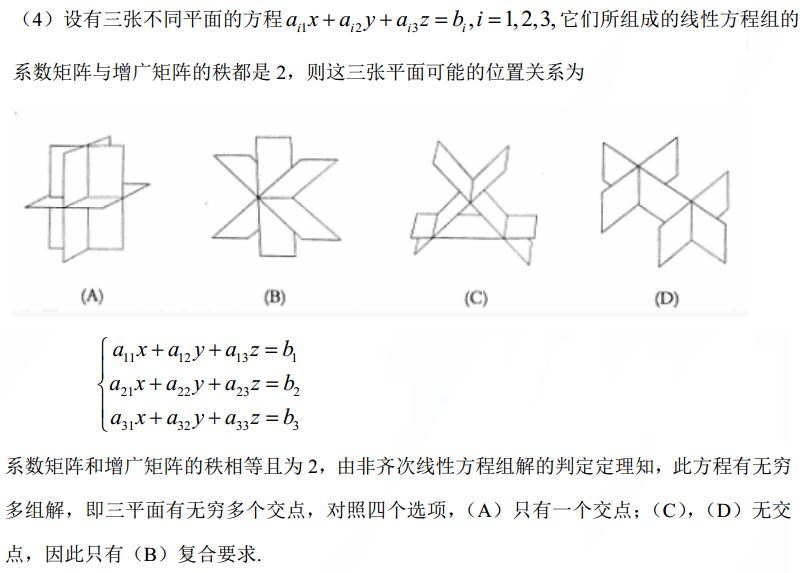 （4）设有三张不同平面的方程 $a_{i1}x+a_{i2}y+a_{i3}z=b_i, i=1,2,3,$ 它们所组成的线性方程组的
系数矩阵与增广矩阵的秩都是 2，则这三张平面可能的位置关系为
(A) (B) (C) (D)
$a_{11}x+a_{12}y+a_{13}z=b_1$
$a_{21}x+a_{22}y+a_{23}z=b_2$
$a_{31}x+a_{32}y+a_{33}z=b_3$
系数矩阵和增广矩阵的秩相等且为 2，由非齐次线性方程组解的判定定理知，此方程有无穷
多组解，即三平面有无穷多个交点，对照四个选项，（A）只有一个交点；（C），（D）无交
点，因此只有（B）复合要求.